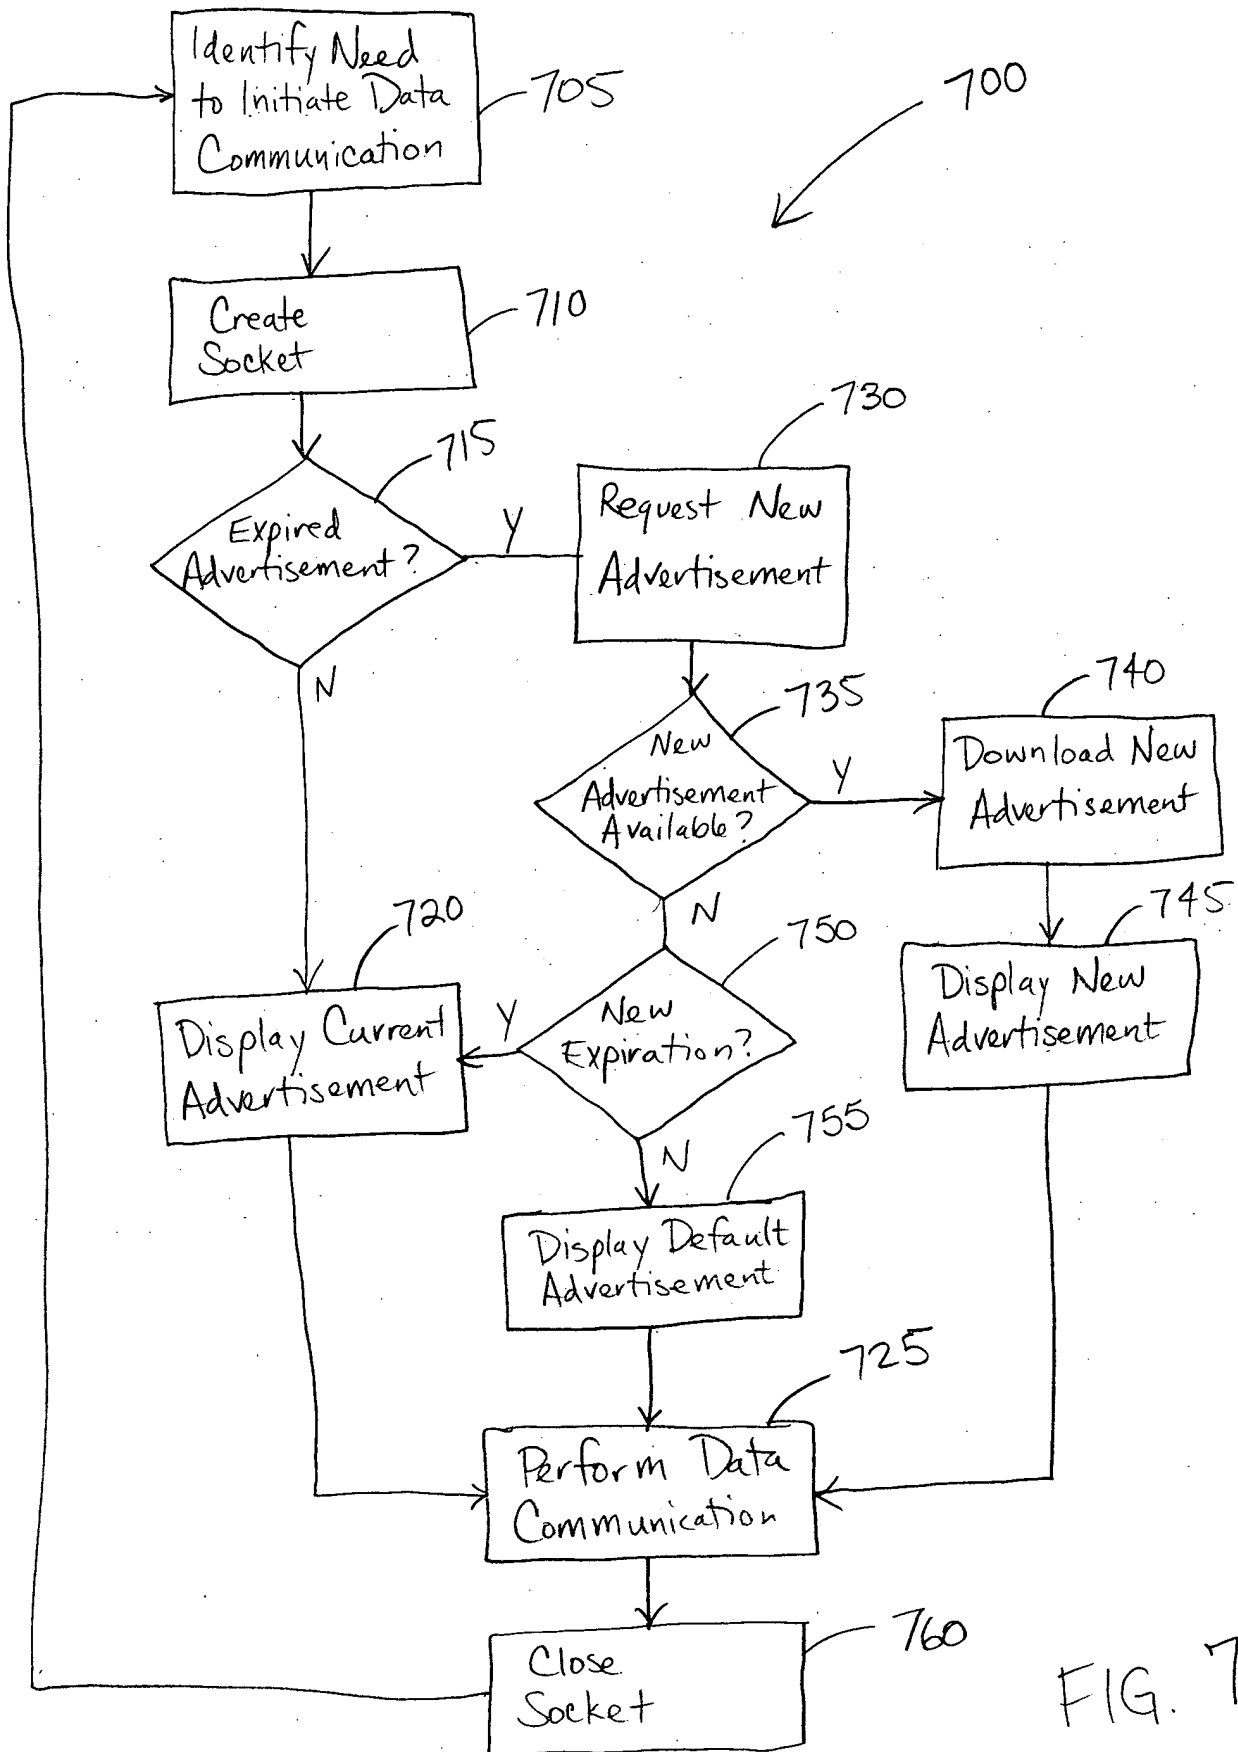 Identify Need
to Initiate Data
Communication
705
700
Create
Socket
710
730
715
Expired
Advertisement?
Y
Request New
Advertisement
N
735
740
New
Advertisement
Available?
Y
Download New
Advertisement
720
N
750
745
Display Current
Advertisement
Y
New
Expiration?
Display New
Advertisement
755
N
Display Default
Advertisement
725
Perform Data
Communication
760
Close
Socket
FIG. 7